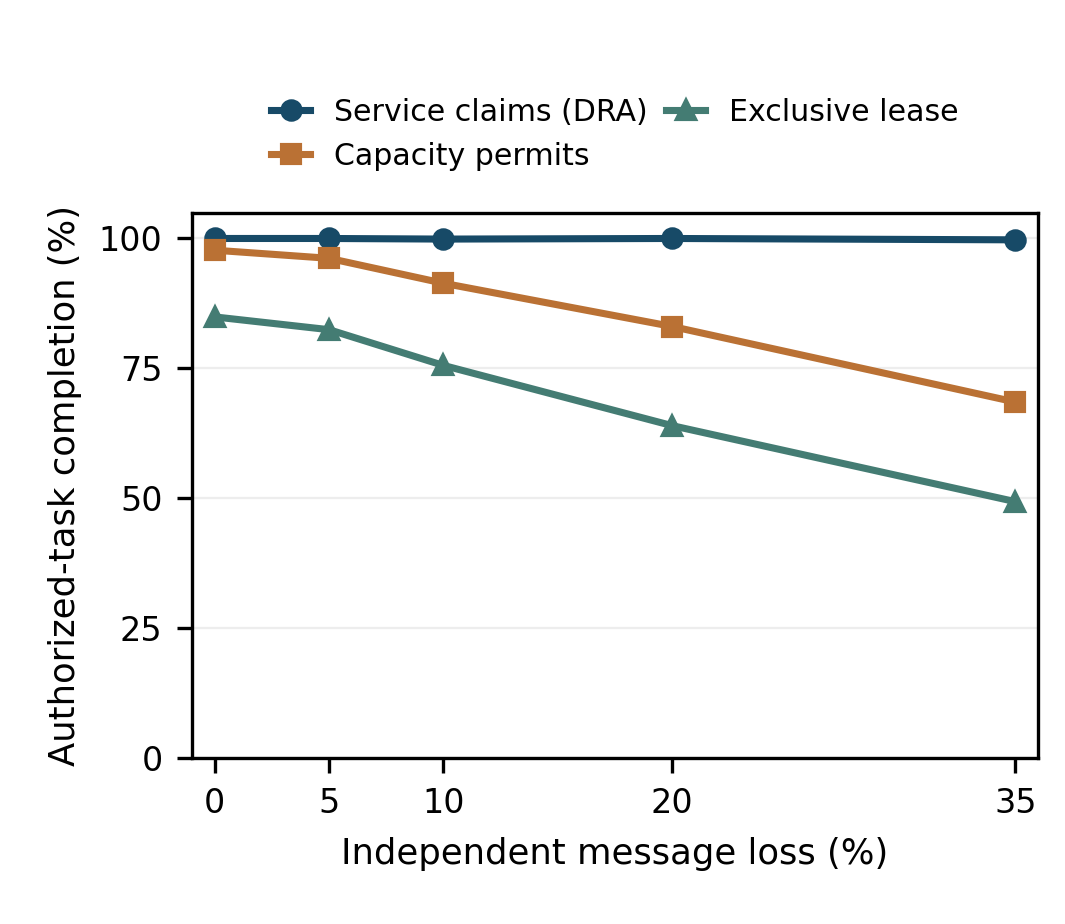 Service claims (DRA)
Exclusive lease
Capacity permits
Authorized-task completion (%)
100
75
50
25
0
0 5 10 20 35
Independent message loss (%)